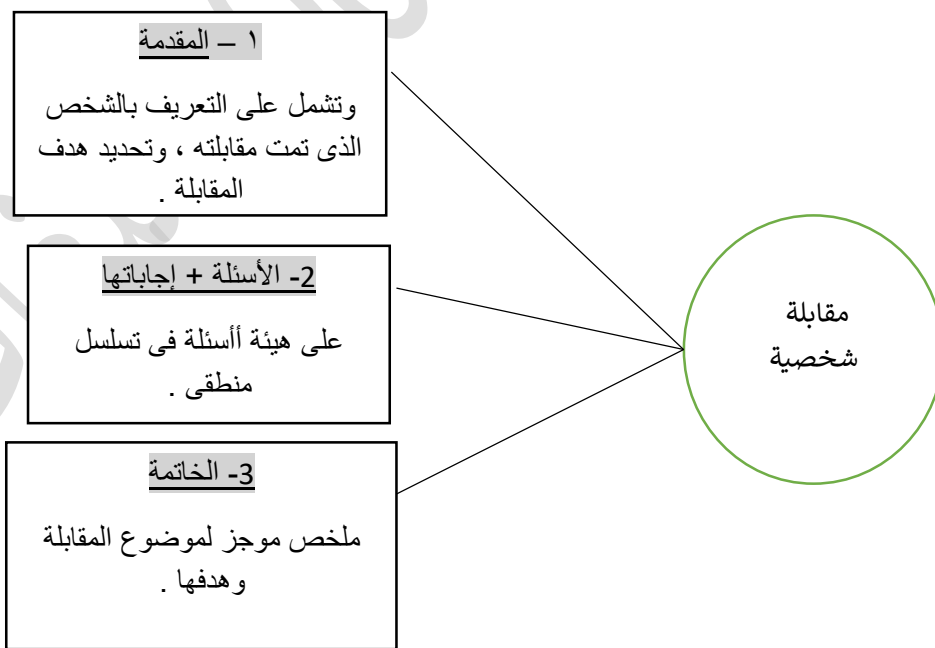 ١ – المقدمة
وتشمل على التعريف بالشخص
الذى تمت مقابلته ، وتحديد هدف
المقابلة .
2- الأسئلة + إجاباتها
على هيئة أأسئلة فى تسلسل
منطقى .
3- الخاتمة
ملخص موجز لموضوع المقابلة
وهدفها .
مقابلة
شخصية